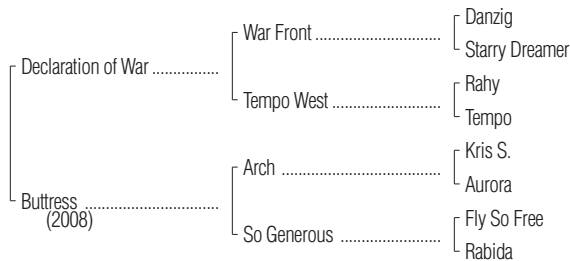 Danzig
War Front ..............................
Starry Dreamer
Declaration of War ................
Rahy
Tempo West ..........................
Tempo
Kris S.
Arch ......................................
Aurora
Buttress ................................
(2008)
Fly So Free
So Generous ........................
Rabida